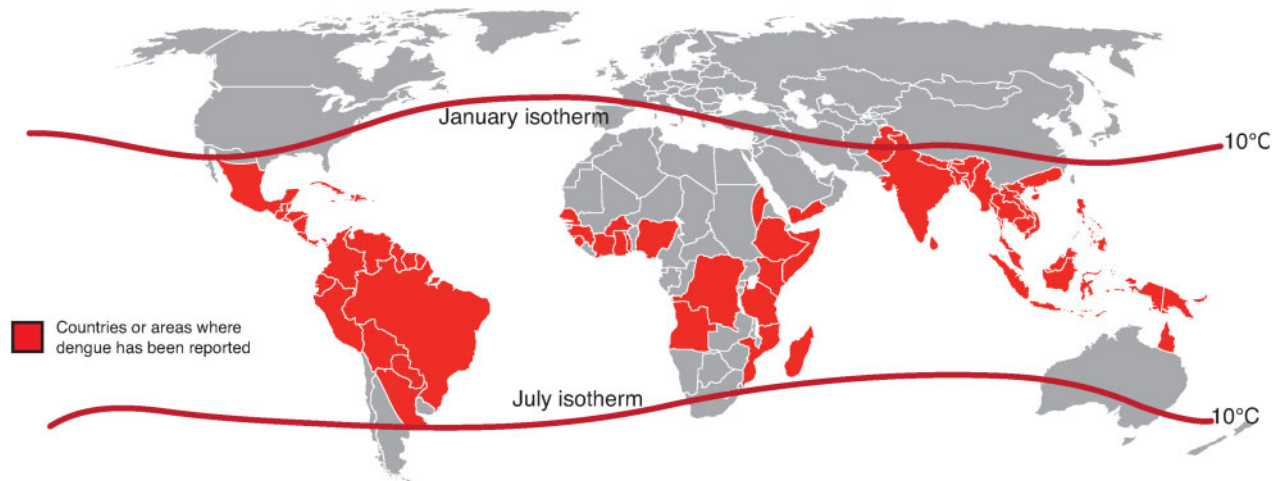 January isotherm
10°C
Countries or areas where
dengue has been reported
July isotherm
10°C